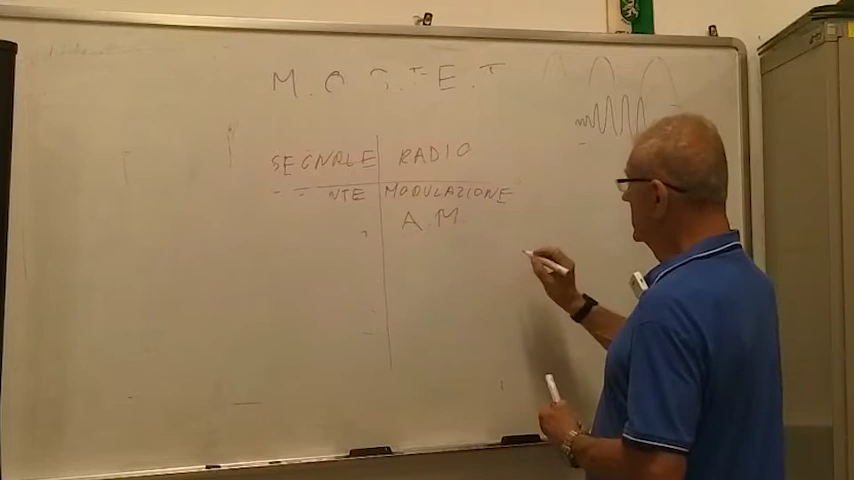 M.O.S.F.E.T
SEGNALE RADIO
NTE MODULAZIONE
A.M.